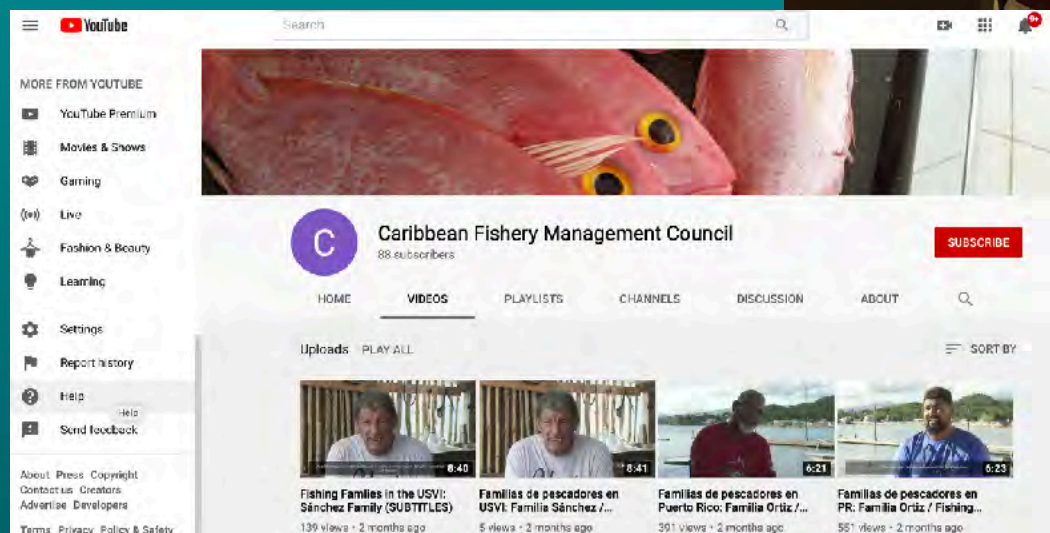 YouTube
Search
9+
MORE FROM YOUTUBE
YouTube Premium
Movies & Shows
Gaming
Live
Fashion & Beauty
Learning
Settings
Report history
Help
Help
Send feedback
About Press Copyright
Contact us Creators
Advertise Developers
Terms Privacy Policy & Safety
C
Caribbean Fishery Management Council
88 subscribers
SUBSCRIBE
HOME VIDEOS PLAYLISTS CHANNELS DISCUSSION ABOUT
Uploads PLAY ALL
SORT BY
8:40
Fishing Famlies in the USVI:
Sánchez Family (SUBTITLES)
139 views • 2 months ago
8:41
Familias de pescadores en
USVI: Familia Sánchez /...
5 views • 2 months ago
6:21
Familias de pescadores en
Puerto Rico: Familia Ortiz /...
391 views • 2 months ago
6:23
Familias de pescadores en
PR: Familia Ortiz / Fishing...
551 views • 2 months ago